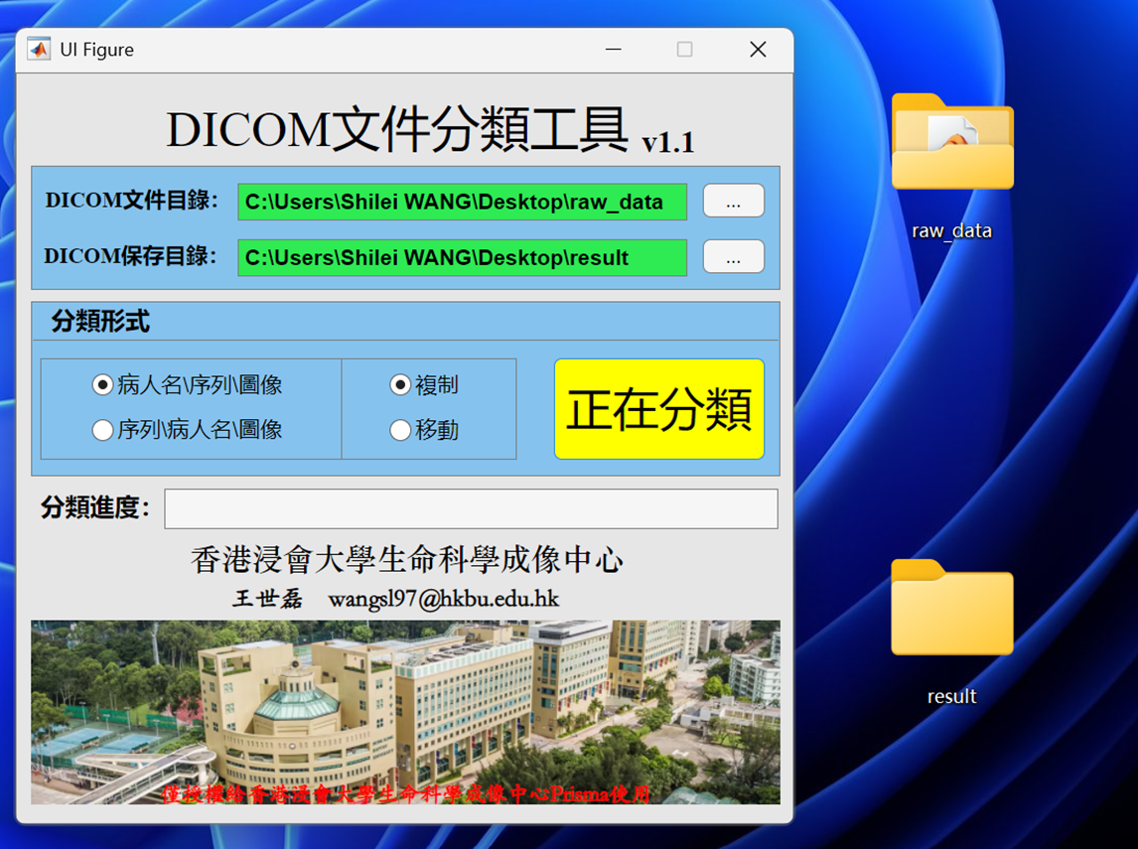 UI Figure
DICOM文件分類工具 v1.1
DICOM文件目錄： C:\Users\Shilei WANG\Desktop\raw_data ...
DICOM保存目錄： C:\Users\Shilei WANG\Desktop\result ...
分類形式
病人名\序列\圖像 複制
序列\病人名\圖像 移動
正在分類
分類進度：
香港浸會大學生命科學成像中心
王世磊 wangsl97@hkbu.edu.hk
僅授權給香港浸會大學生命科學成像中心Prisma使用
raw_data
result